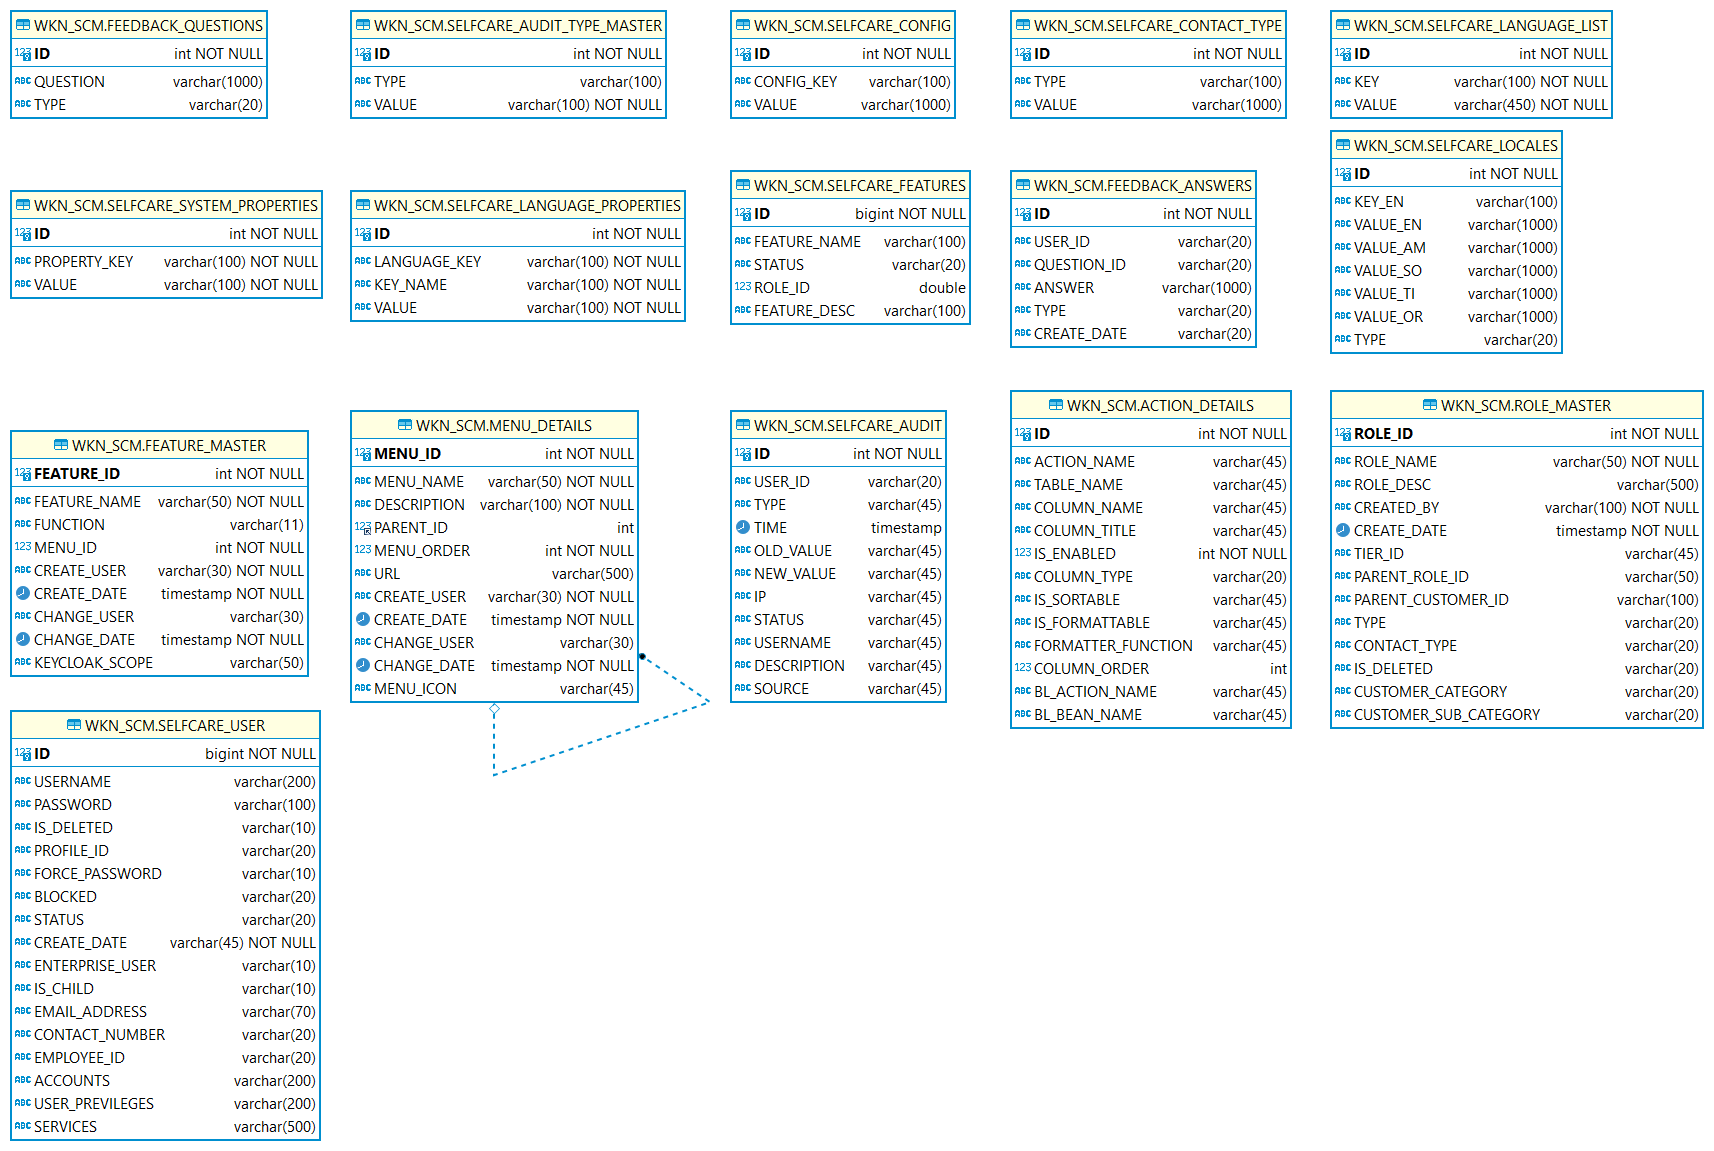 WKN_SCM.FEEDBACK_QUESTIONS
ID int NOT NULL
QUESTION varchar(1000)
TYPE varchar(20)
WKN_SCM.SELFCARE_AUDIT_TYPE_MASTER
ID int NOT NULL
TYPE varchar(100)
VALUE varchar(100) NOT NULL
WKN_SCM.SELFCARE_CONFIG
ID int NOT NULL
CONFIG_KEY varchar(100)
VALUE varchar(1000)
WKN_SCM.SELFCARE_CONTACT_TYPE
ID int NOT NULL
TYPE varchar(100)
VALUE varchar(1000)
WKN_SCM.SELFCARE_LANGUAGE_LIST
ID int NOT NULL
KEY varchar(100) NOT NULL
VALUE varchar(450) NOT NULL
WKN_SCM.SELFCARE_SYSTEM_PROPERTIES
ID int NOT NULL
PROPERTY_KEY varchar(100) NOT NULL
VALUE varchar(100) NOT NULL
WKN_SCM.SELFCARE_LANGUAGE_PROPERTIES
ID int NOT NULL
LANGUAGE_KEY varchar(100) NOT NULL
KEY_NAME varchar(100) NOT NULL
VALUE varchar(100) NOT NULL
WKN_SCM.SELFCARE_FEATURES
ID bigint NOT NULL
FEATURE_NAME varchar(100)
STATUS varchar(20)
ROLE_ID double
FEATURE_DESC varchar(100)
WKN_SCM.FEEDBACK_ANSWERS
ID int NOT NULL
USER_ID varchar(20)
QUESTION_ID varchar(20)
ANSWER varchar(1000)
TYPE varchar(20)
CREATE_DATE varchar(20)
WKN_SCM.SELFCARE_LOCALES
ID int NOT NULL
KEY_EN varchar(100)
VALUE_EN varchar(1000)
VALUE_AM varchar(1000)
VALUE_SO varchar(1000)
VALUE_TI varchar(1000)
VALUE_OR varchar(1000)
TYPE varchar(20)
WKN_SCM.FEATURE_MASTER
FEATURE_ID int NOT NULL
FEATURE_NAME varchar(50) NOT NULL
FUNCTION varchar(11)
MENU_ID int NOT NULL
CREATE_USER varchar(30) NOT NULL
CREATE_DATE timestamp NOT NULL
CHANGE_USER varchar(30)
CHANGE_DATE timestamp NOT NULL
KEYCLOAK_SCOPE varchar(50)
WKN_SCM.MENU_DETAILS
MENU_ID int NOT NULL
MENU_NAME varchar(50) NOT NULL
DESCRIPTION varchar(100) NOT NULL
PARENT_ID int
MENU_ORDER int NOT NULL
URL varchar(500)
CREATE_USER varchar(30) NOT NULL
CREATE_DATE timestamp NOT NULL
CHANGE_USER varchar(30)
CHANGE_DATE timestamp NOT NULL
MENU_ICON varchar(45)
WKN_SCM.SELFCARE_AUDIT
ID int NOT NULL
USER_ID varchar(20)
TYPE varchar(45)
TIME timestamp
OLD_VALUE varchar(45)
NEW_VALUE varchar(45)
IP varchar(45)
STATUS varchar(45)
USERNAME varchar(45)
DESCRIPTION varchar(45)
SOURCE varchar(45)
WKN_SCM.ACTION_DETAILS
ID int NOT NULL
ACTION_NAME varchar(45)
TABLE_NAME varchar(45)
COLUMN_NAME varchar(45)
COLUMN_TITLE varchar(45)
IS_ENABLED int NOT NULL
COLUMN_TYPE varchar(20)
IS_SORTABLE varchar(45)
IS_FORMATTABLE varchar(45)
FORMATTER_FUNCTION varchar(45)
COLUMN_ORDER int
BL_ACTION_NAME varchar(45)
BL_BEAN_NAME varchar(45)
WKN_SCM.ROLE_MASTER
ROLE_ID int NOT NULL
ROLE_NAME varchar(50) NOT NULL
ROLE_DESC varchar(500)
CREATED_BY varchar(100) NOT NULL
CREATE_DATE timestamp NOT NULL
TIER_ID varchar(45)
PARENT_ROLE_ID varchar(50)
PARENT_CUSTOMER_ID varchar(100)
TYPE varchar(20)
CONTACT_TYPE varchar(20)
IS_DELETED varchar(20)
CUSTOMER_CATEGORY varchar(20)
CUSTOMER_SUB_CATEGORY varchar(20)
WKN_SCM.SELFCARE_USER
ID bigint NOT NULL
USERNAME varchar(200)
PASSWORD varchar(100)
IS_DELETED varchar(10)
PROFILE_ID varchar(20)
FORCE_PASSWORD varchar(10)
BLOCKED varchar(20)
STATUS varchar(20)
CREATE_DATE varchar(45) NOT NULL
ENTERPRISE_USER varchar(10)
IS_CHILD varchar(10)
EMAIL_ADDRESS varchar(70)
CONTACT_NUMBER varchar(20)
EMPLOYEE_ID varchar(20)
ACCOUNTS varchar(200)
USER_PREVILEGES varchar(200)
SERVICES varchar(500)